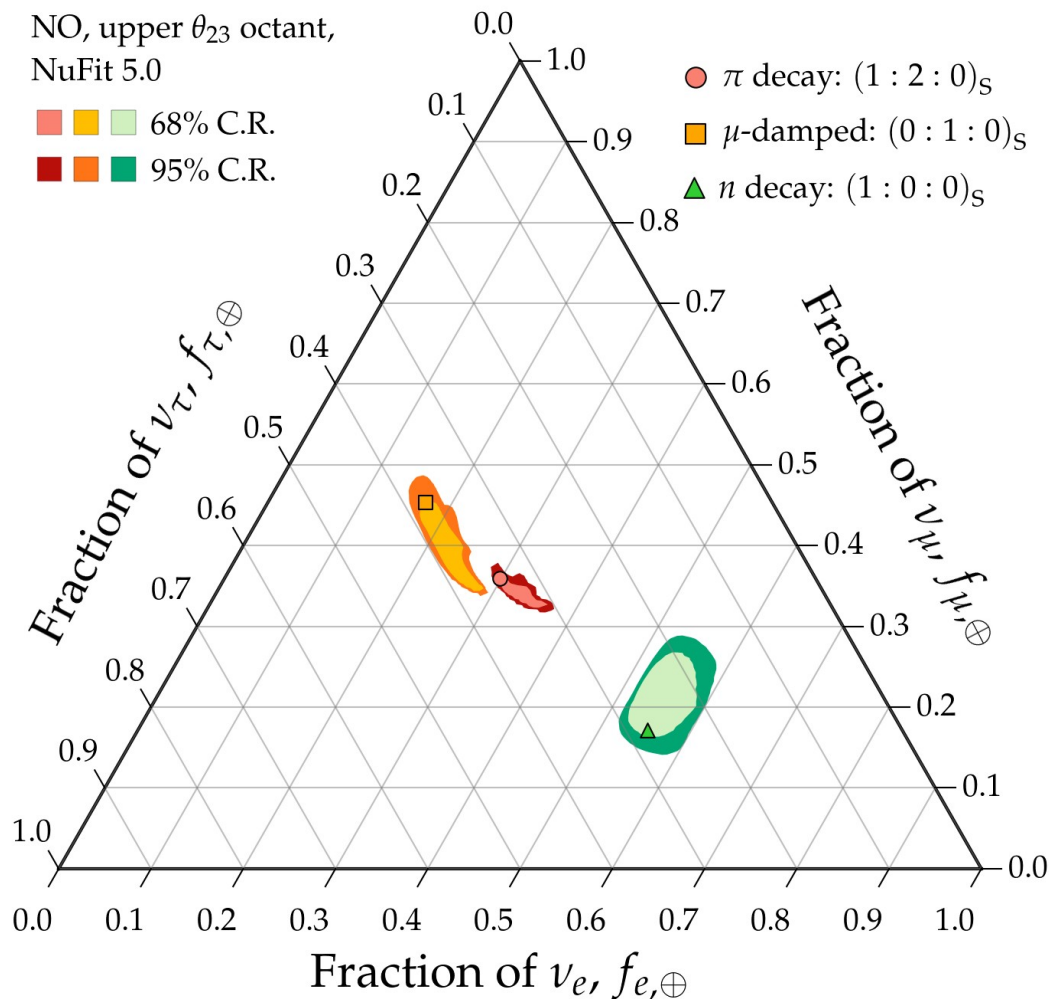 NO, upper θ₂₃ octant,
NuFit 5.0
68% C.R.
95% C.R.
π decay: (1 : 2 : 0)S
μ-damped: (0 : 1 : 0)S
n decay: (1 : 0 : 0)S
Fraction of ντ, fτ,⊕
0.0
0.1
0.2
0.3
0.4
0.5
0.6
0.7
0.8
0.9
1.0
Fraction of νμ, fμ,⊕
1.0
0.9
0.8
0.7
0.6
0.5
0.4
0.3
0.2
0.1
0.0
0.0 0.1 0.2 0.3 0.4 0.5 0.6 0.7 0.8 0.9 1.0
Fraction of νe, fe,⊕